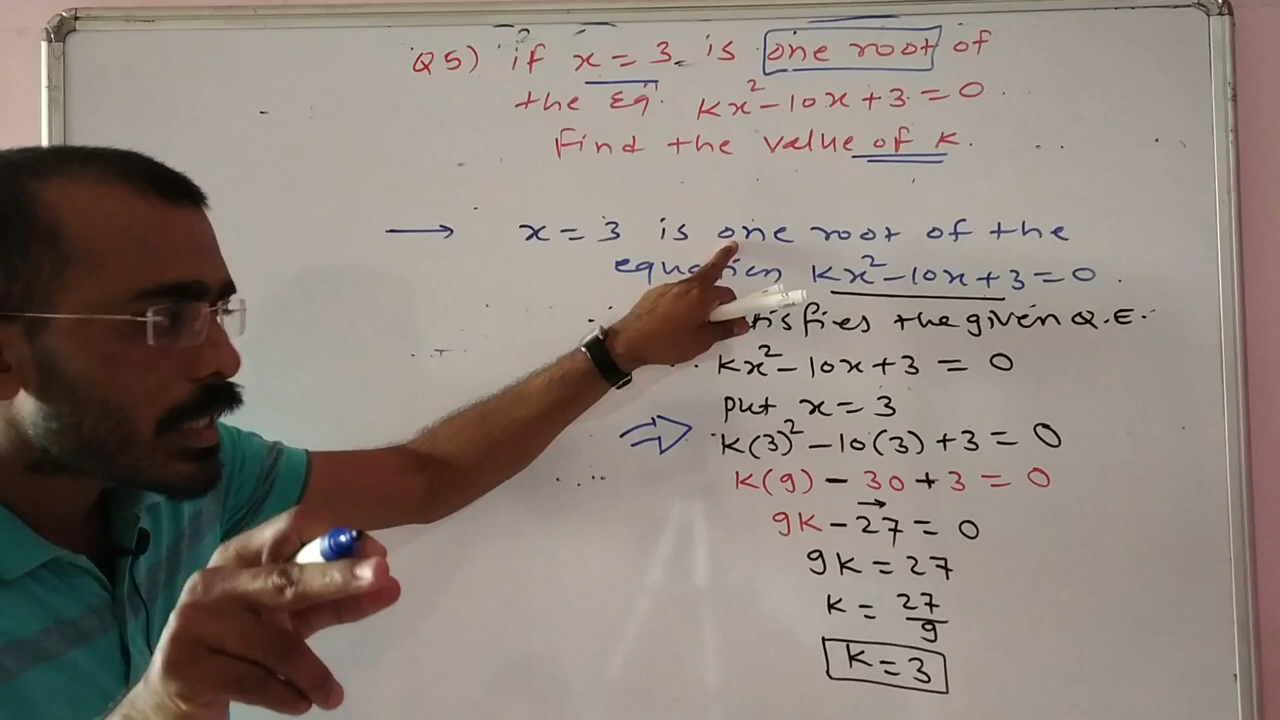 Q5) if x = 3 is one root of
the Eq. kx² - 10x + 3 = 0.
Find the value of k.
→ x = 3 is one root of the
equation kx² - 10x + 3 = 0.
the given Q.E.
kx² - 10x + 3 = 0
put x = 3
⇒ k(3)² - 10(3) + 3 = 0
k(9) - 30 + 3 = 0
9k - 27 = 0
9k = 27
k = 27/9
k = 3